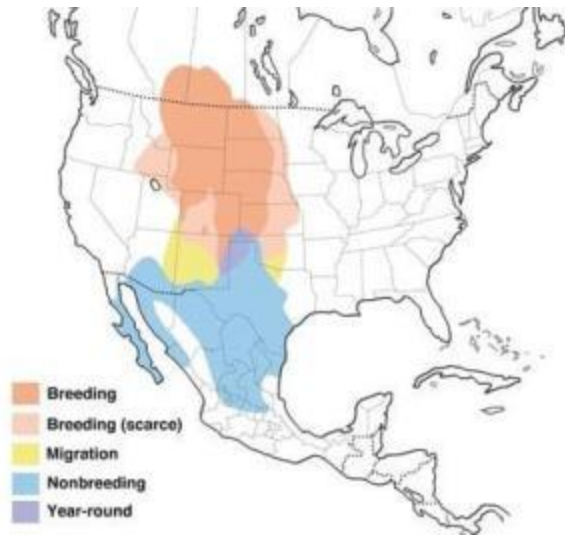 Breeding
Breeding (scarce)
Migration
Nonbreeding
Year-round